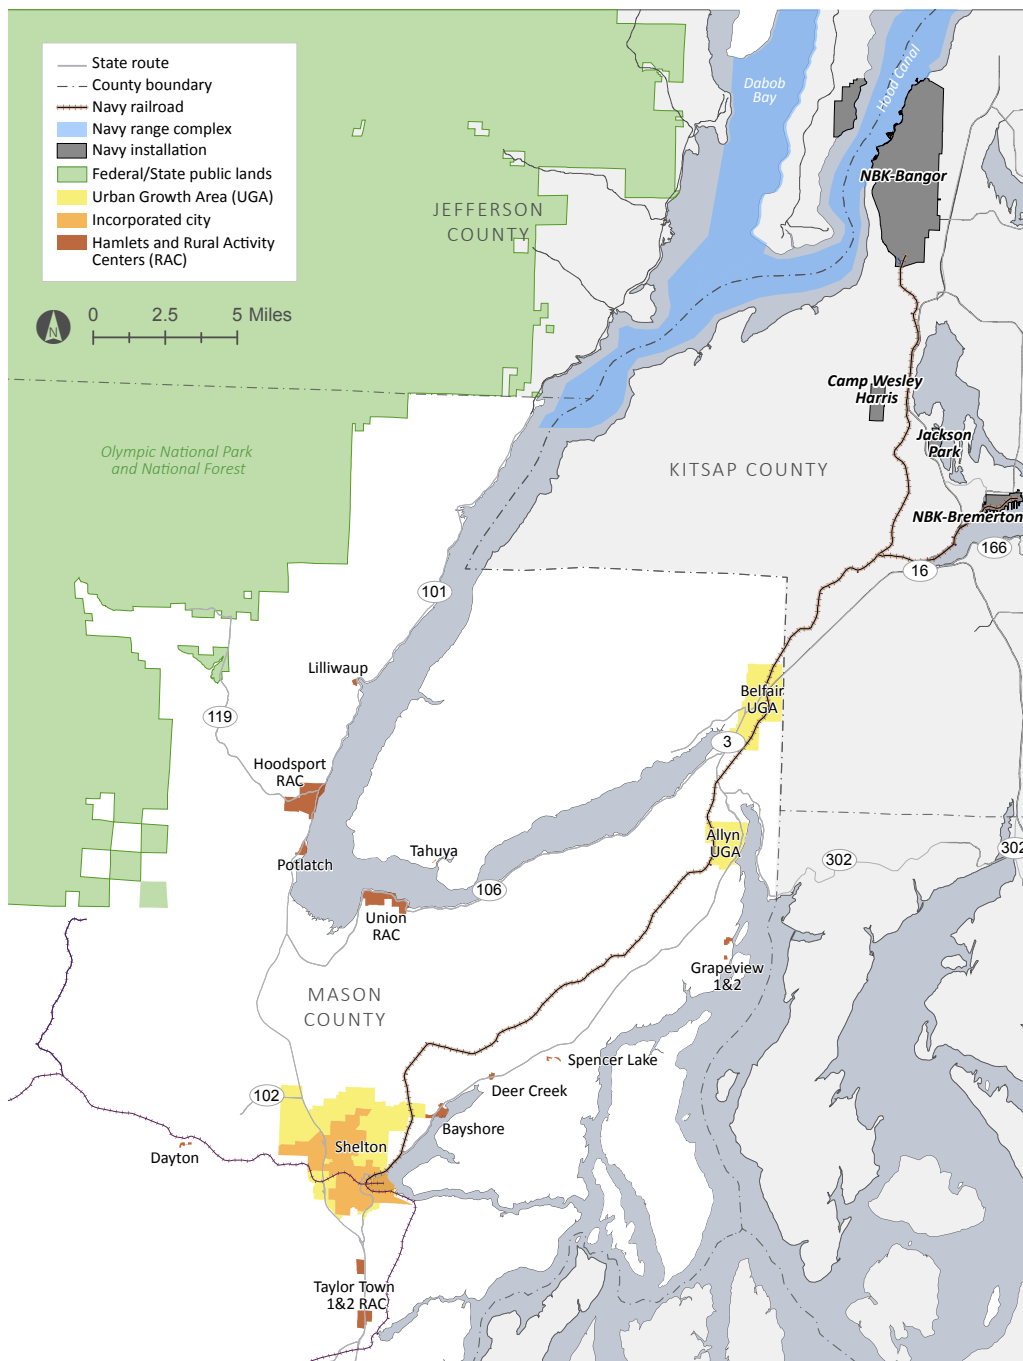 State route
County boundary
Navy railroad
Navy range complex
Navy installation
Federal/State public lands
Urban Growth Area (UGA)
Incorporated city
Hamlets and Rural Activity
Centers (RAC)
0 2.5 5 Miles
N
Dabob
Bay
Hood Canal
NBK-Bangor
JEFFERSON
COUNTY
Camp Wesley
Harris
Jackson
Park
Olympic National Park
and National Forest
KITSAP COUNTY
NBK-Bremerton
166
16
101
Lilliwaup
Belfair
UGA
119
3
Hoodsport
RAC
Allyn
UGA
Tahuya
302
302
Potlatch
106
Union
RAC
Grapeview
1&2
MASON
COUNTY
Spencer Lake
Deer Creek
102
Bayshore
Shelton
Dayton
Taylor Town
1&2 RAC